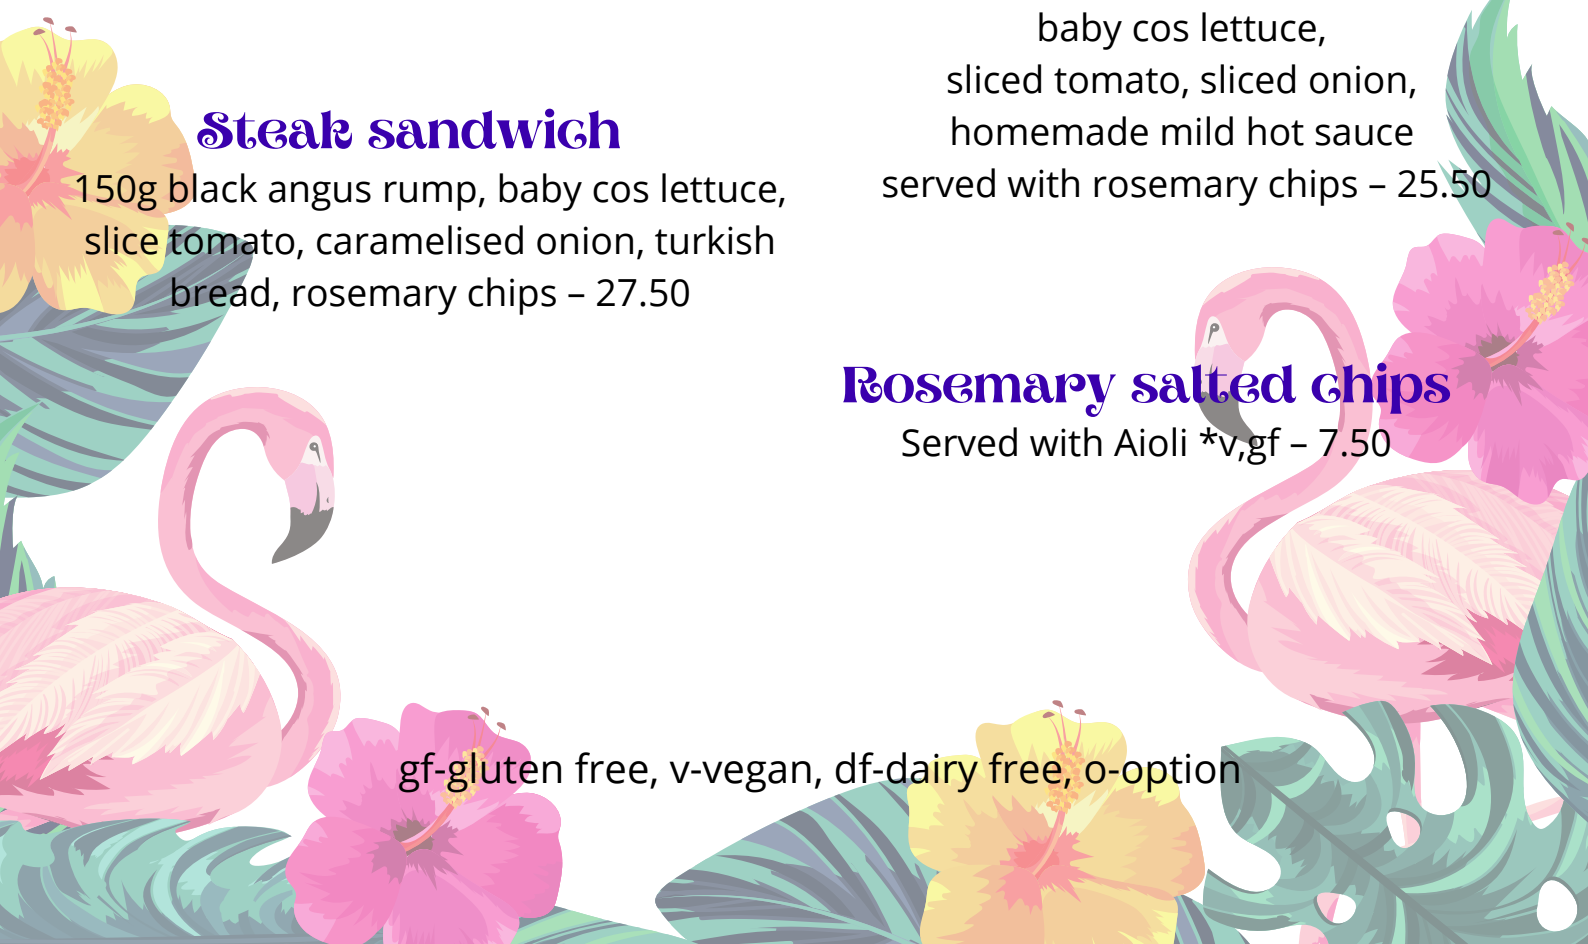 Steak sandwich
150g black angus rump, baby cos lettuce,
slice tomato, caramelised onion, turkish
bread, rosemary chips – 27.50
baby cos lettuce,
sliced tomato, sliced onion,
homemade mild hot sauce
served with rosemary chips – 25.50
Rosemary salted chips
Served with Aioli *v,gf – 7.50
gf-gluten free, v-vegan, df-dairy free, o-option